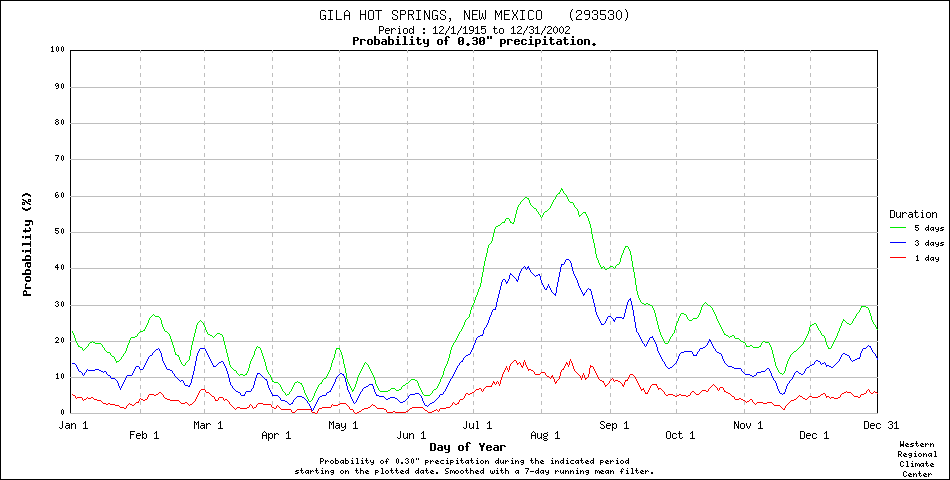 GILA HOT SPRINGS, NEW MEXICO (293530)
Period : 12/1/1915 to 12/31/2002
Probability of 0.30" precipitation.
100
90
80
70
60
50
40
30
20
10
0
Probability (%)
Jan 1 Feb 1 Mar 1 Apr 1 May 1 Jun 1 Jul 1 Aug 1 Sep 1 Oct 1 Nov 1 Dec 1 Dec 31
Day of Year
Duration
5 days
3 days
1 day
Probability of 0.30" precipitation during the indicated period
starting on the plotted date. Smoothed with a 7-day running mean filter.
Western
Regional
Climate
Center